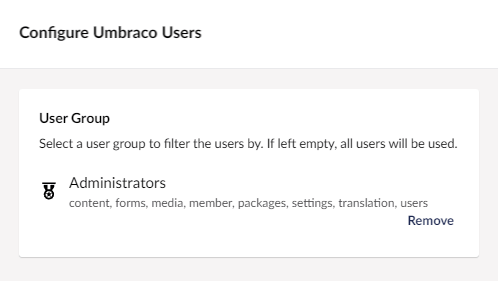 Configure Umbraco Users
User Group
Select a user group to filter the users by. If left empty, all users will be used.
Administrators
content, forms, media, member, packages, settings, translation, users
Remove